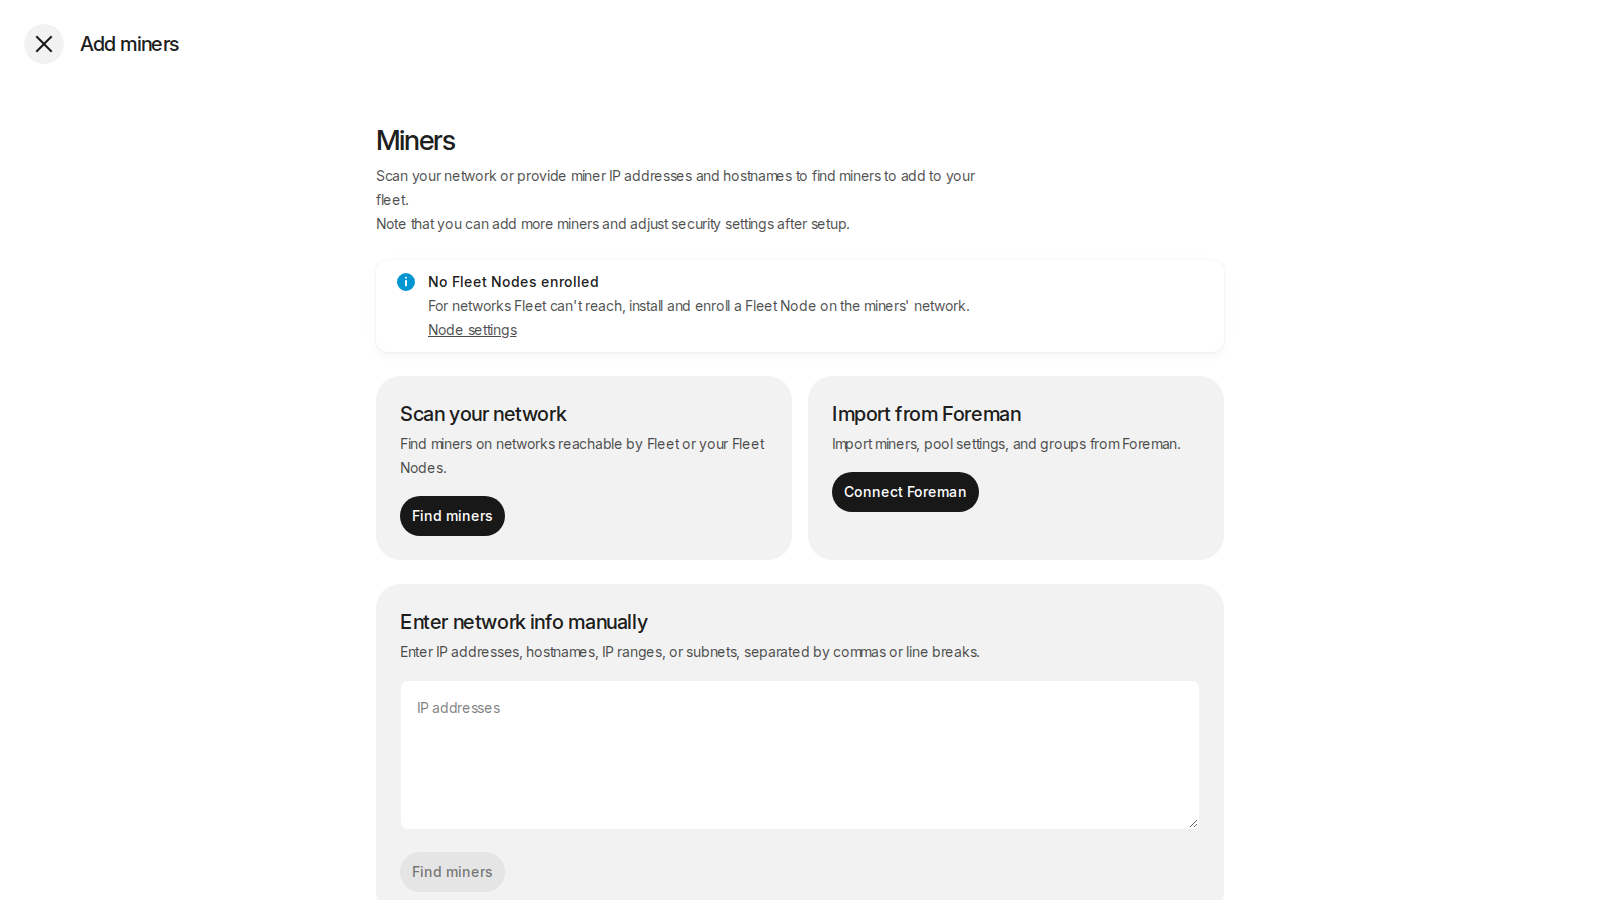 Add miners
Miners
Scan your network or provide miner IP addresses and hostnames to find miners to add to your
fleet.
Note that you can add more miners and adjust security settings after setup.
No Fleet Nodes enrolled
For networks Fleet can't reach, install and enroll a Fleet Node on the miners' network.
Node settings
Scan your network
Find miners on networks reachable by Fleet or your Fleet
Nodes.
Find miners
Import from Foreman
Import miners, pool settings, and groups from Foreman.
Connect Foreman
Enter network info manually
Enter IP addresses, hostnames, IP ranges, or subnets, separated by commas or line breaks.
IP addresses
Find miners